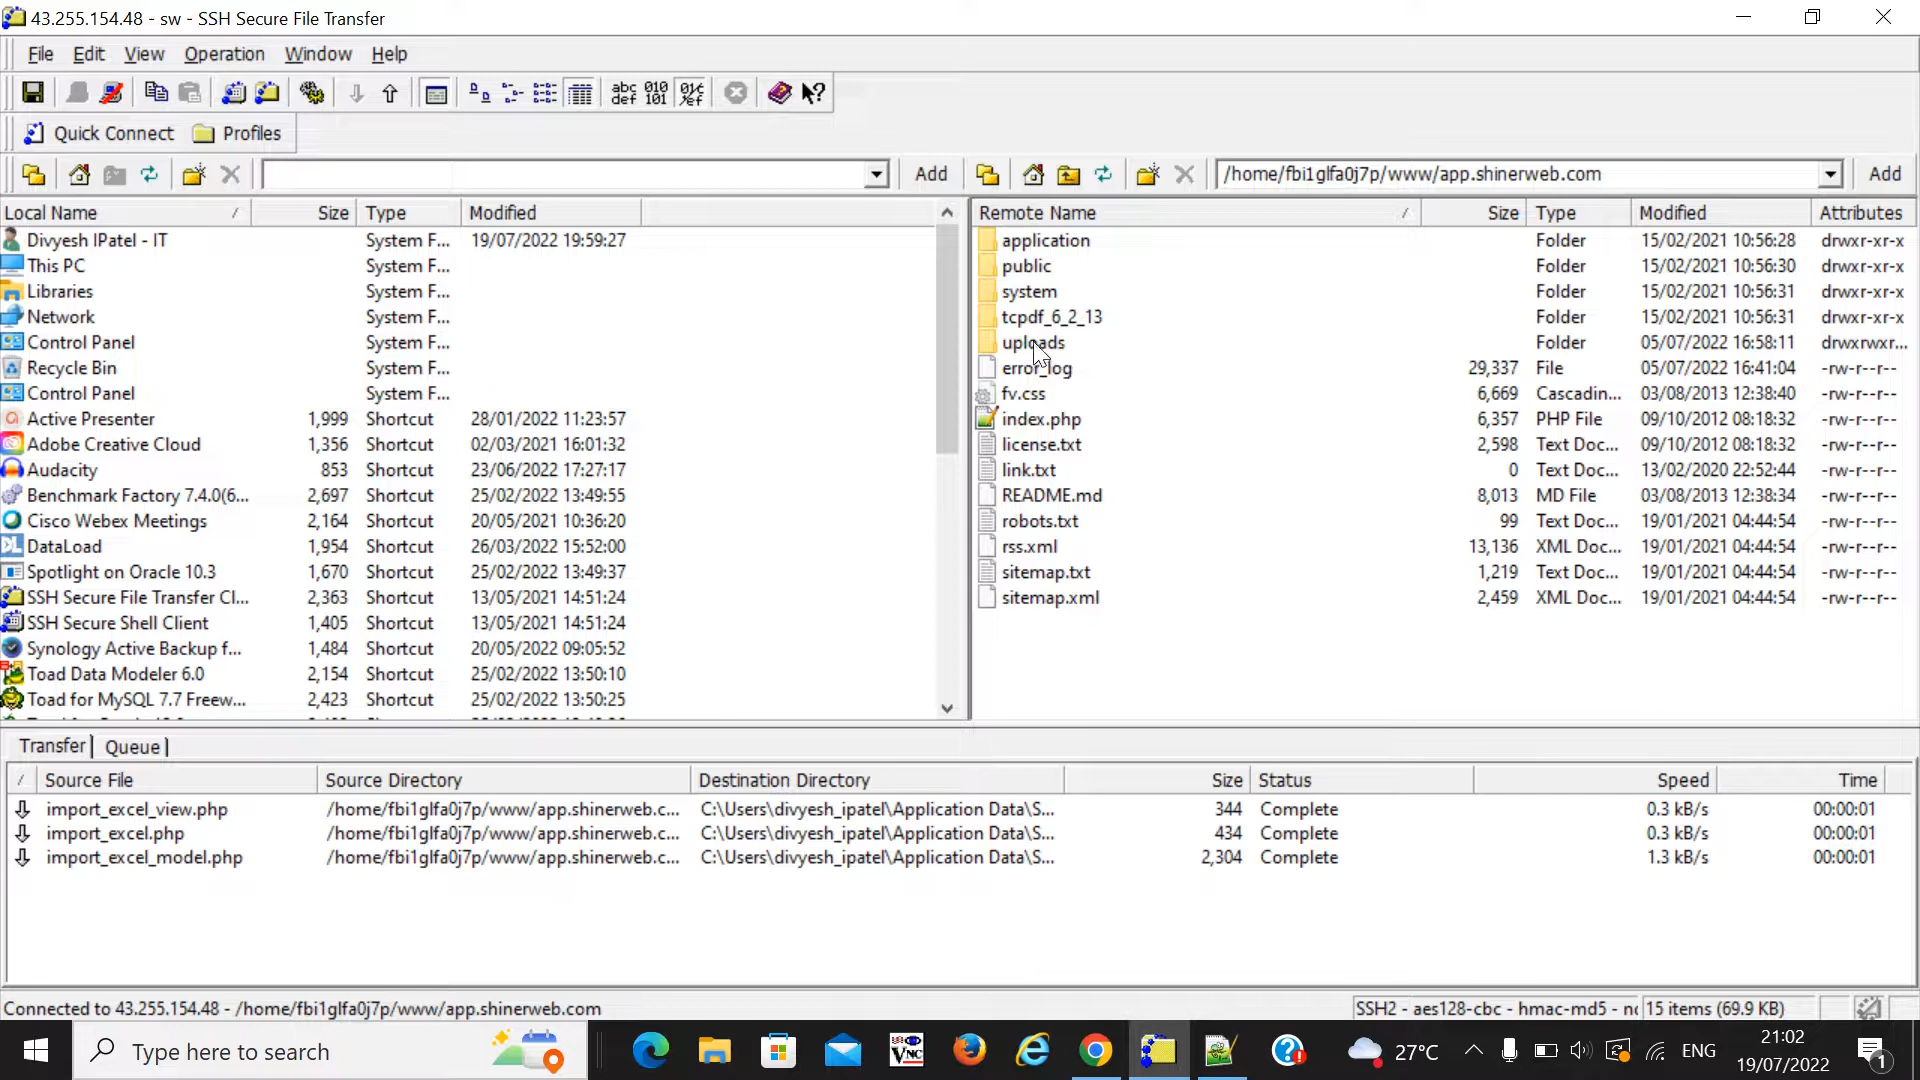 43.255.154.48 - sw - SSH Secure File Transfer
File Edit View Operation Window Help
abc def 010 101
Quick Connect Profiles
Add /home/fbi1glfa0j7p/www/app.shinerweb.com Add
Local Name / Size Type Modified
Divyesh IPatel - IT System F... 19/07/2022 19:59:27
This PC System F...
Libraries System F...
Network System F...
Control Panel System F...
Recycle Bin System F...
Control Panel System F...
Active Presenter 1,999 Shortcut 28/01/2022 11:23:57
Adobe Creative Cloud 1,356 Shortcut 02/03/2021 16:01:32
Audacity 853 Shortcut 23/06/2022 17:27:17
Benchmark Factory 7.4.0(6... 2,697 Shortcut 25/02/2022 13:49:55
Cisco Webex Meetings 2,164 Shortcut 20/05/2021 10:36:20
DataLoad 1,954 Shortcut 26/03/2022 15:52:00
Spotlight on Oracle 10.3 1,670 Shortcut 25/02/2022 13:49:37
SSH Secure File Transfer Cl... 2,363 Shortcut 13/05/2021 14:51:24
SSH Secure Shell Client 1,405 Shortcut 13/05/2021 14:51:24
Synology Active Backup f... 1,484 Shortcut 20/05/2022 09:05:52
Toad Data Modeler 6.0 2,154 Shortcut 25/02/2022 13:50:10
Toad for MySQL 7.7 Freew... 2,423 Shortcut 25/02/2022 13:50:25
Remote Name / Size Type Modified Attributes
application Folder 15/02/2021 10:56:28 drwxr-xr-x
public Folder 15/02/2021 10:56:30 drwxr-xr-x
system Folder 15/02/2021 10:56:31 drwxr-xr-x
tcpdf_6_2_13 Folder 15/02/2021 10:56:31 drwxr-xr-x
uploads Folder 05/07/2022 16:58:11 drwxrwxr...
error_log 29,337 File 05/07/2022 16:41:04 -rw-r--r--
fv.css 6,669 Cascadin... 03/08/2013 12:38:40 -rw-r--r--
index.php 6,357 PHP File 09/10/2012 08:18:32 -rw-r--r--
license.txt 2,598 Text Doc... 09/10/2012 08:18:32 -rw-r--r--
link.txt 0 Text Doc... 13/02/2020 22:52:44 -rw-r--r--
README.md 8,013 MD File 03/08/2013 12:38:34 -rw-r--r--
robots.txt 99 Text Doc... 19/01/2021 04:44:54 -rw-r--r--
rss.xml 13,136 XML Doc... 19/01/2021 04:44:54 -rw-r--r--
sitemap.txt 1,219 Text Doc... 19/01/2021 04:44:54 -rw-r--r--
sitemap.xml 2,459 XML Doc... 19/01/2021 04:44:54 -rw-r--r--
Transfer Queue
/ Source File Source Directory Destination Directory Size Status Speed Time
import_excel_view.php /home/fbi1glfa0j7p/www/app.shinerweb.c... C:\Users\divyesh_ipatel\Application Data\S... 344 Complete 0.3 kB/s 00:00:01
import_excel.php /home/fbi1glfa0j7p/www/app.shinerweb.c... C:\Users\divyesh_ipatel\Application Data\S... 434 Complete 0.3 kB/s 00:00:01
import_excel_model.php /home/fbi1glfa0j7p/www/app.shinerweb.c... C:\Users\divyesh_ipatel\Application Data\S... 2,304 Complete 1.3 kB/s 00:00:01
Connected to 43.255.154.48 - /home/fbi1glfa0j7p/www/app.shinerweb.com SSH2 - aes128-cbc - hmac-md5 - 15 items (69.9 KB)
Type here to search 27°C ENG 21:02
19/07/2022 1